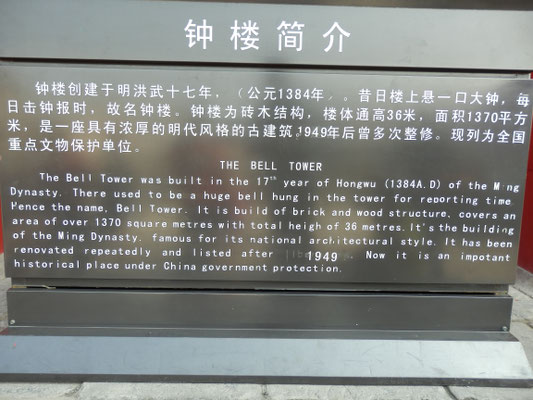 钟楼简介
钟楼创建于明洪武十七年，（公元1384年）。昔日楼上悬一口大钟，每
日击钟报时，故名钟楼。钟楼为砖木结构，楼体通高36米，面积1370平方
米，是一座具有浓厚的明代风格的古建筑。1949年后曾多次整修。现列为全国
重点文物保护单位。
THE BELL TOWER
The Bell Tower was built in the 17th year of Hongwu (1384A.D) of the Ming
Dynasty. There used to be a huge bell hung in the tower for reporting time.
Hence the name, Bell Tower. It is build of brick and wood structure, covers an
area of over 1370 square metres with total heigh of 36 metres. It's the building
of the Ming Dynasty, famous for its national architectural style. It has been
renovated repeatedly and listed after 1949. Now it is an impotant
historical place under China government protection.